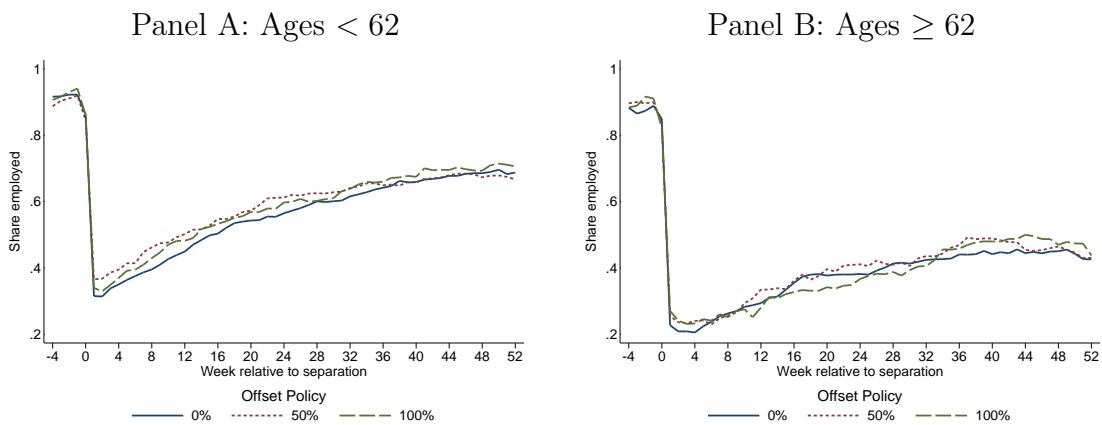 Panel A: Ages < 62
1
.8
.6
.4
.2
Share employed
-4 0 4 8 12 16 20 24 28 32 36 40 44 48 52
Week relative to separation
Offset Policy
0% 50% 100%
Panel B: Ages ≥ 62
1
.8
.6
.4
.2
Share employed
-4 0 4 8 12 16 20 24 28 32 36 40 44 48 52
Week relative to separation
Offset Policy
0% 50% 100%